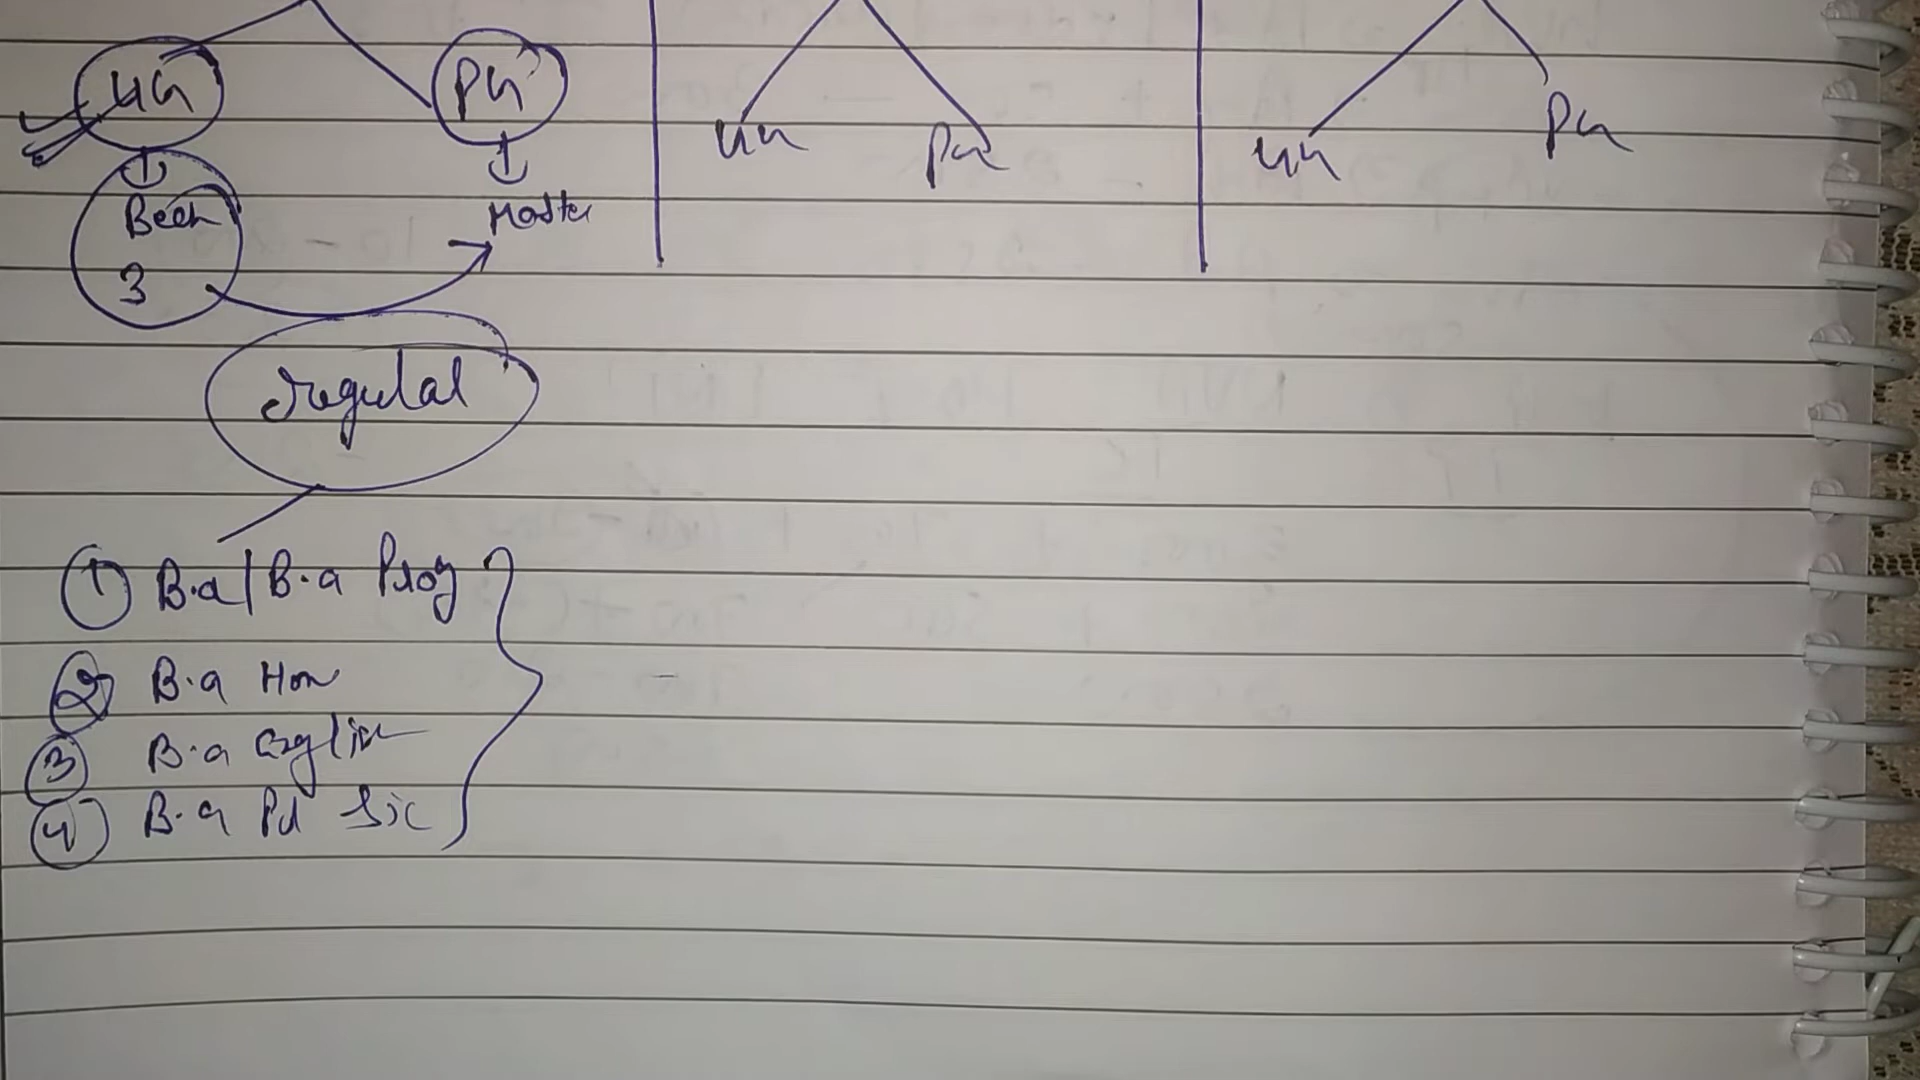 UG PG
UG PG
UG PG
Bech Master
3
regular
① B.a/B.a Prog
② B.a Hon
③ B.a English
④ B.a Pol Sic